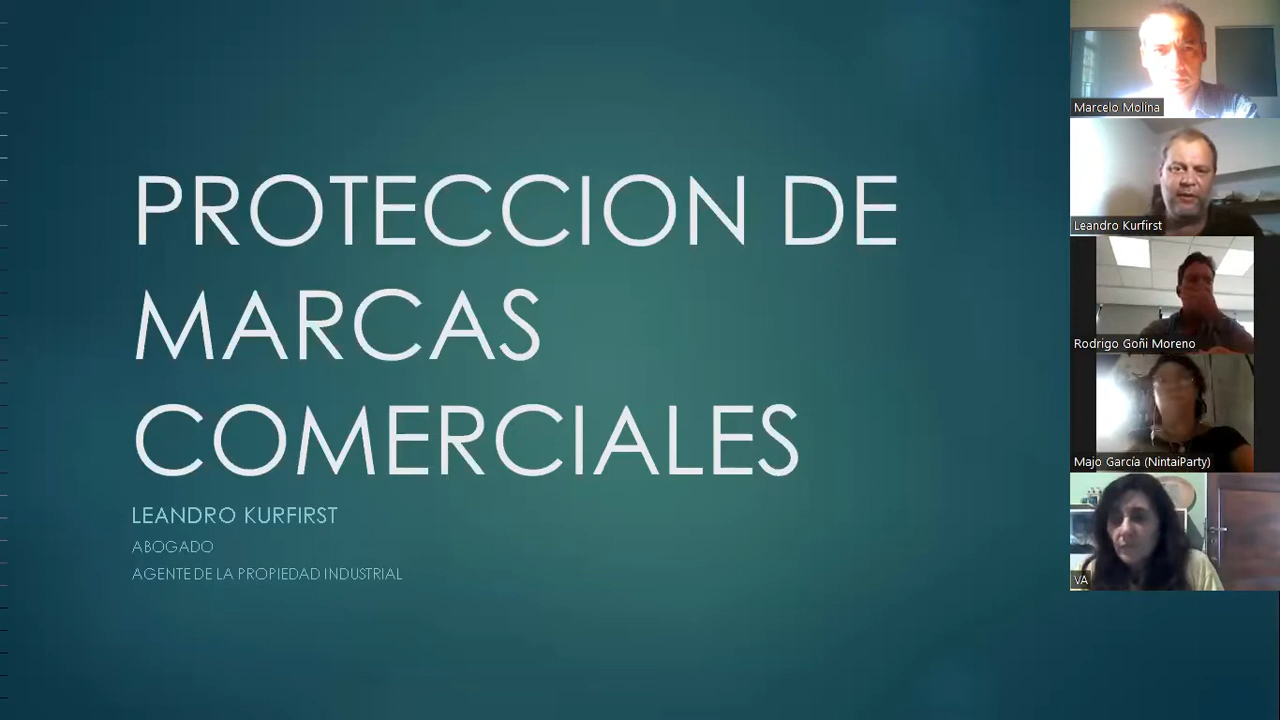 PROTECCION DE
MARCAS
COMERCIALES
LEANDRO KURFIRST
ABOGADO
AGENTE DE LA PROPIEDAD INDUSTRIAL
Marcelo Molina
Leandro Kurfirst
Rodrigo Goñi Moreno
Majo García (NintaiParty)
VA